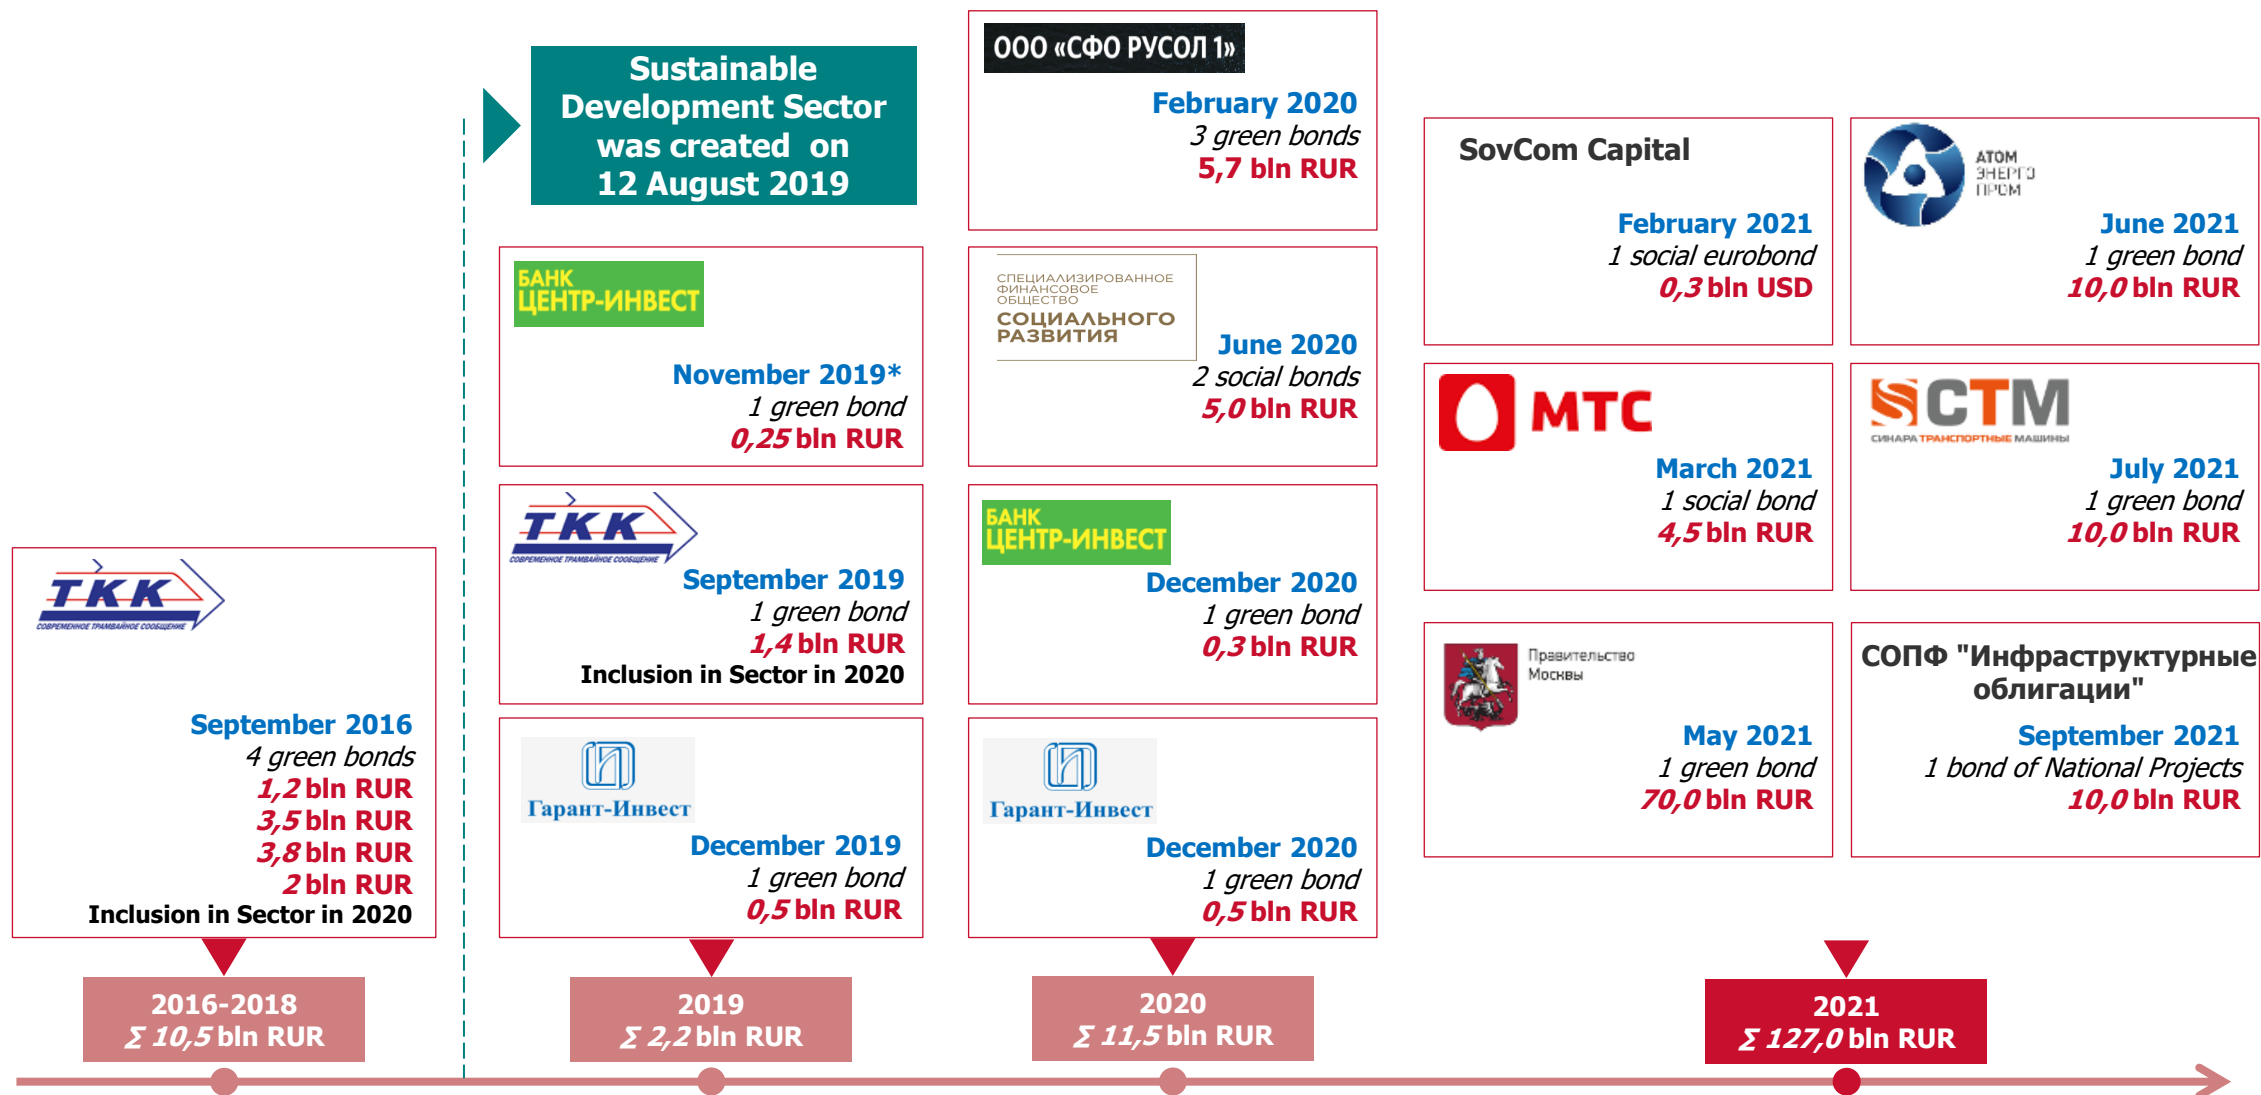 Sustainable
Development Sector
was created on
12 August 2019
ТКК
СОВРЕМЕННОЕ ТРАМВАЙНОЕ СООБЩЕНИЕ
September 2016
4 green bonds
1,2 bln RUR
3,5 bln RUR
3,8 bln RUR
2 bln RUR
Inclusion in Sector in 2020
БАНК
ЦЕНТР-ИНВЕСТ
November 2019*
1 green bond
0,25 bln RUR
ТКК
СОВРЕМЕННОЕ ТРАМВАЙНОЕ СООБЩЕНИЕ
September 2019
1 green bond
1,4 bln RUR
Inclusion in Sector in 2020
Гарант-Инвест
December 2019
1 green bond
0,5 bln RUR
ООО «СФО РУСОЛ 1»
February 2020
3 green bonds
5,7 bln RUR
СПЕЦИАЛИЗИРОВАННОЕ
ФИНАНСОВОЕ
ОБЩЕСТВО
СОЦИАЛЬНОГО
РАЗВИТИЯ
June 2020
2 social bonds
5,0 bln RUR
БАНК
ЦЕНТР-ИНВЕСТ
December 2020
1 green bond
0,3 bln RUR
Гарант-Инвест
December 2020
1 green bond
0,5 bln RUR
SovCom Capital
February 2021
1 social eurobond
0,3 bln USD
МТС
March 2021
1 social bond
4,5 bln RUR
Правительство
Москвы
May 2021
1 green bond
70,0 bln RUR
АТОМ
ЭНЕРГО
ПРОМ
June 2021
1 green bond
10,0 bln RUR
СТМ
СИНАРА ТРАНСПОРТНЫЕ МАШИНЫ
July 2021
1 green bond
10,0 bln RUR
СОПФ "Инфраструктурные
облигации"
September 2021
1 bond of National Projects
10,0 bln RUR
2016-2018
Σ 10,5 bln RUR
2019
Σ 2,2 bln RUR
2020
Σ 11,5 bln RUR
2021
Σ 127,0 bln RUR